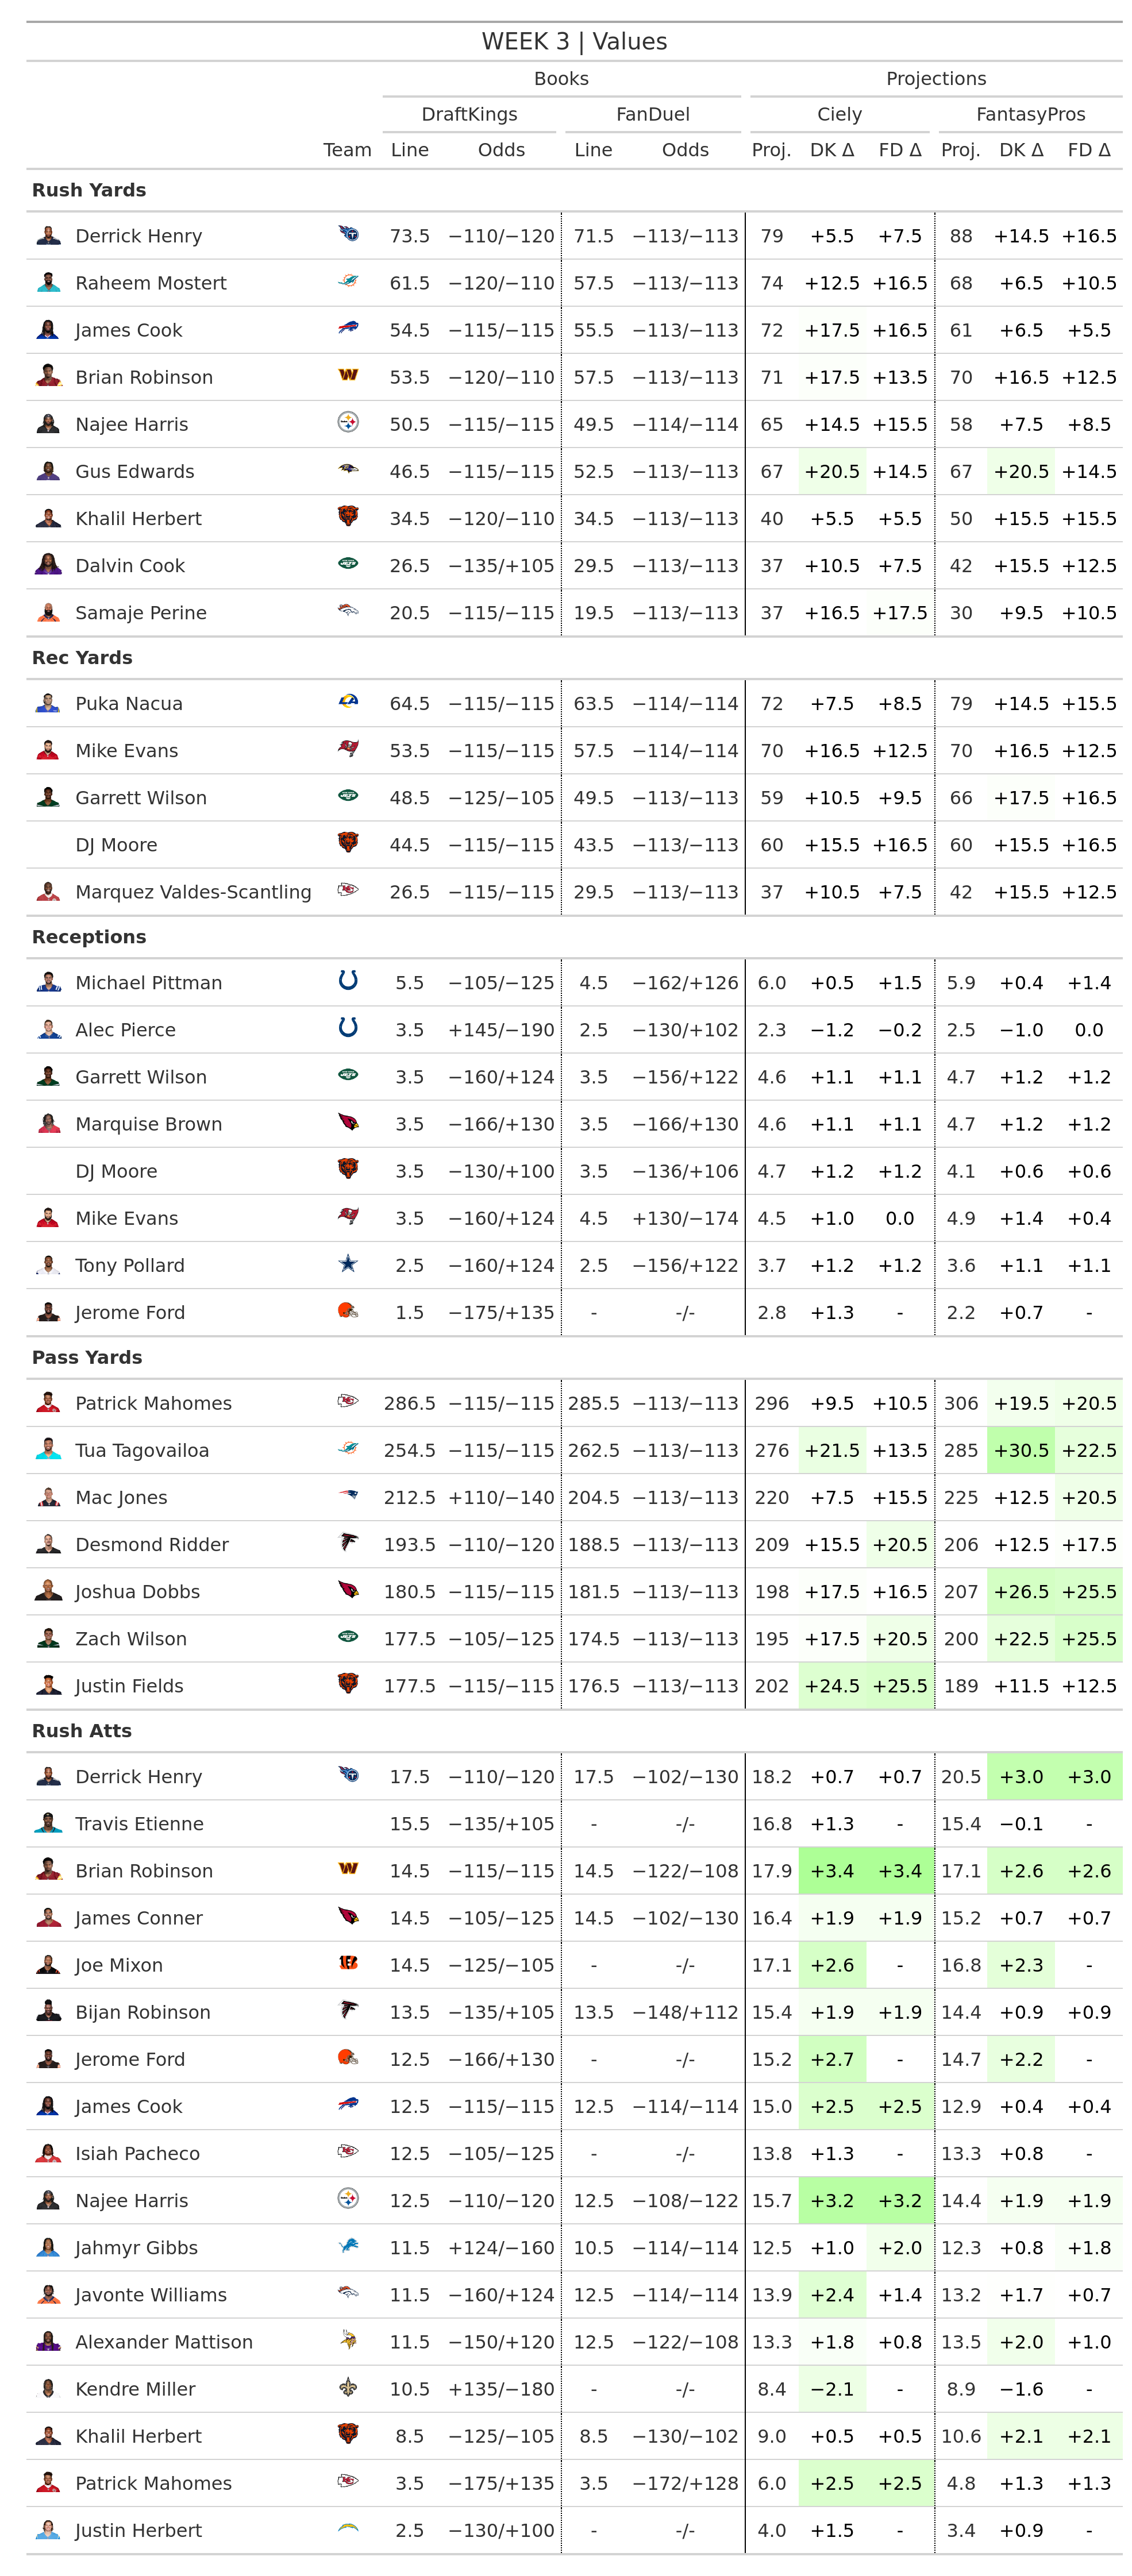 WEEK 3 | Values
Books Projections
DraftKings FanDuel Ciely FantasyPros
Team Line Odds Line Odds Proj. DK Δ FD Δ Proj. DK Δ FD Δ
Rush Yards
Derrick Henry 73.5 −110/−120 71.5 −113/−113 79 +5.5 +7.5 88 +14.5 +16.5
Raheem Mostert 61.5 −120/−110 57.5 −113/−113 74 +12.5 +16.5 68 +6.5 +10.5
James Cook 54.5 −115/−115 55.5 −113/−113 72 +17.5 +16.5 61 +6.5 +5.5
Brian Robinson 53.5 −120/−110 57.5 −113/−113 71 +17.5 +13.5 70 +16.5 +12.5
Najee Harris 50.5 −115/−115 49.5 −114/−114 65 +14.5 +15.5 58 +7.5 +8.5
Gus Edwards 46.5 −115/−115 52.5 −113/−113 67 +20.5 +14.5 67 +20.5 +14.5
Khalil Herbert 34.5 −120/−110 34.5 −113/−113 40 +5.5 +5.5 50 +15.5 +15.5
Dalvin Cook 26.5 −135/+105 29.5 −113/−113 37 +10.5 +7.5 42 +15.5 +12.5
Samaje Perine 20.5 −115/−115 19.5 −113/−113 37 +16.5 +17.5 30 +9.5 +10.5
Rec Yards
Puka Nacua 64.5 −115/−115 63.5 −114/−114 72 +7.5 +8.5 79 +14.5 +15.5
Mike Evans 53.5 −115/−115 57.5 −114/−114 70 +16.5 +12.5 70 +16.5 +12.5
Garrett Wilson 48.5 −125/−105 49.5 −113/−113 59 +10.5 +9.5 66 +17.5 +16.5
DJ Moore 44.5 −115/−115 43.5 −113/−113 60 +15.5 +16.5 60 +15.5 +16.5
Marquez Valdes-Scantling 26.5 −115/−115 29.5 −113/−113 37 +10.5 +7.5 42 +15.5 +12.5
Receptions
Michael Pittman 5.5 −105/−125 4.5 −162/+126 6.0 +0.5 +1.5 5.9 +0.4 +1.4
Alec Pierce 3.5 +145/−190 2.5 −130/+102 2.3 −1.2 −0.2 2.5 −1.0 0.0
Garrett Wilson 3.5 −160/+124 3.5 −156/+122 4.6 +1.1 +1.1 4.7 +1.2 +1.2
Marquise Brown 3.5 −166/+130 3.5 −166/+130 4.6 +1.1 +1.1 4.7 +1.2 +1.2
DJ Moore 3.5 −130/+100 3.5 −136/+106 4.7 +1.2 +1.2 4.1 +0.6 +0.6
Mike Evans 3.5 −160/+124 4.5 +130/−174 4.5 +1.0 0.0 4.9 +1.4 +0.4
Tony Pollard 2.5 −160/+124 2.5 −156/+122 3.7 +1.2 +1.2 3.6 +1.1 +1.1
Jerome Ford 1.5 −175/+135 - -/- 2.8 +1.3 - 2.2 +0.7 -
Pass Yards
Patrick Mahomes 286.5 −115/−115 285.5 −113/−113 296 +9.5 +10.5 306 +19.5 +20.5
Tua Tagovailoa 254.5 −115/−115 262.5 −113/−113 276 +21.5 +13.5 285 +30.5 +22.5
Mac Jones 212.5 +110/−140 204.5 −113/−113 220 +7.5 +15.5 225 +12.5 +20.5
Desmond Ridder 193.5 −110/−120 188.5 −113/−113 209 +15.5 +20.5 206 +12.5 +17.5
Joshua Dobbs 180.5 −115/−115 181.5 −113/−113 198 +17.5 +16.5 207 +26.5 +25.5
Zach Wilson 177.5 −105/−125 174.5 −113/−113 195 +17.5 +20.5 200 +22.5 +25.5
Justin Fields 177.5 −115/−115 176.5 −113/−113 202 +24.5 +25.5 189 +11.5 +12.5
Rush Atts
Derrick Henry 17.5 −110/−120 17.5 −102/−130 18.2 +0.7 +0.7 20.5 +3.0 +3.0
Travis Etienne 15.5 −135/+105 - -/- 16.8 +1.3 - 15.4 −0.1 -
Brian Robinson 14.5 −115/−115 14.5 −122/−108 17.9 +3.4 +3.4 17.1 +2.6 +2.6
James Conner 14.5 −105/−125 14.5 −102/−130 16.4 +1.9 +1.9 15.2 +0.7 +0.7
Joe Mixon 14.5 −125/−105 - -/- 17.1 +2.6 - 16.8 +2.3 -
Bijan Robinson 13.5 −135/+105 13.5 −148/+112 15.4 +1.9 +1.9 14.4 +0.9 +0.9
Jerome Ford 12.5 −166/+130 - -/- 15.2 +2.7 - 14.7 +2.2 -
James Cook 12.5 −115/−115 12.5 −114/−114 15.0 +2.5 +2.5 12.9 +0.4 +0.4
Isiah Pacheco 12.5 −105/−125 - -/- 13.8 +1.3 - 13.3 +0.8 -
Najee Harris 12.5 −110/−120 12.5 −108/−122 15.7 +3.2 +3.2 14.4 +1.9 +1.9
Jahmyr Gibbs 11.5 +124/−160 10.5 −114/−114 12.5 +1.0 +2.0 12.3 +0.8 +1.8
Javonte Williams 11.5 −160/+124 12.5 −114/−114 13.9 +2.4 +1.4 13.2 +1.7 +0.7
Alexander Mattison 11.5 −150/+120 12.5 −122/−108 13.3 +1.8 +0.8 13.5 +2.0 +1.0
Kendre Miller 10.5 +135/−180 - -/- 8.4 −2.1 - 8.9 −1.6 -
Khalil Herbert 8.5 −125/−105 8.5 −130/−102 9.0 +0.5 +0.5 10.6 +2.1 +2.1
Patrick Mahomes 3.5 −175/+135 3.5 −172/+128 6.0 +2.5 +2.5 4.8 +1.3 +1.3
Justin Herbert 2.5 −130/+100 - -/- 4.0 +1.5 - 3.4 +0.9 -